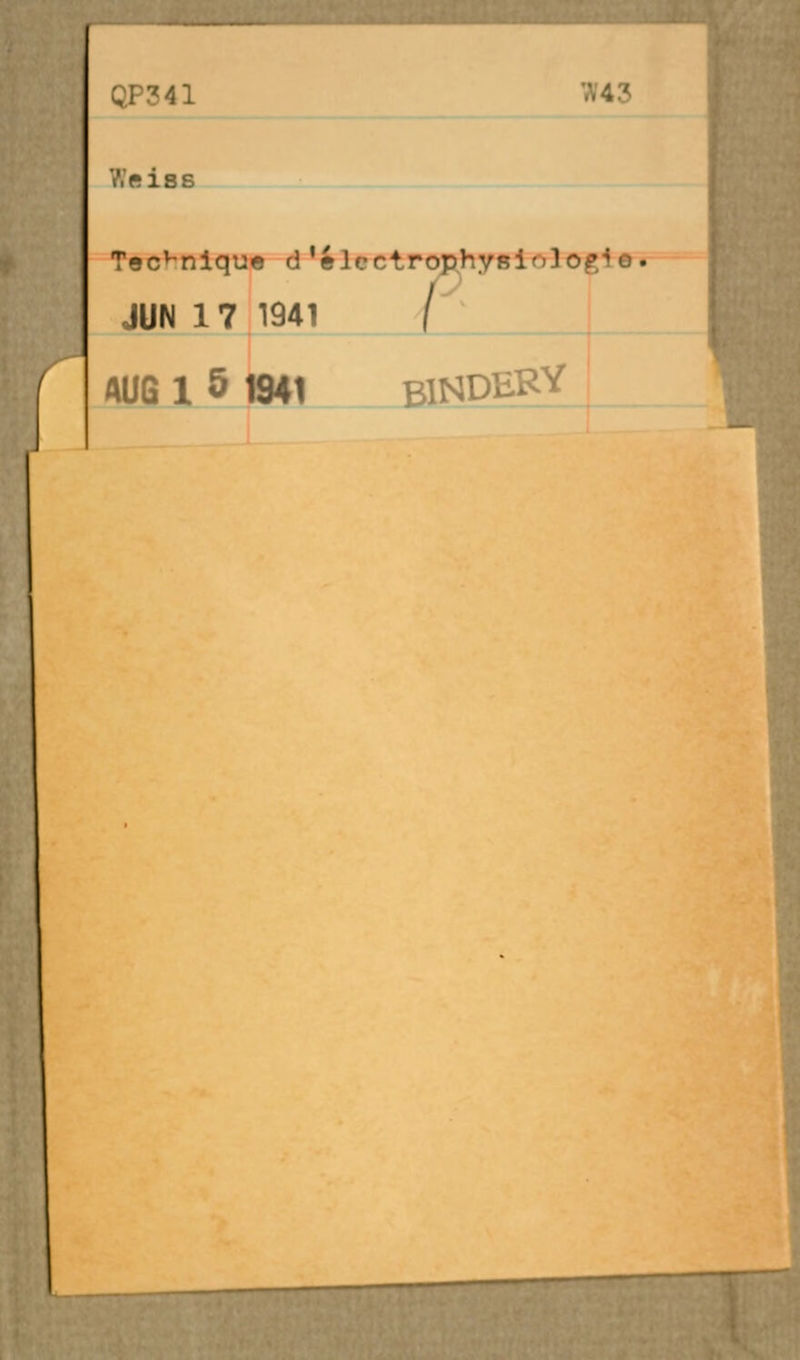 QP341 W43
Weiss
Technique d'électrophysiologie.
JUN 17 1941 P
AUG 15 1941 BINDERY